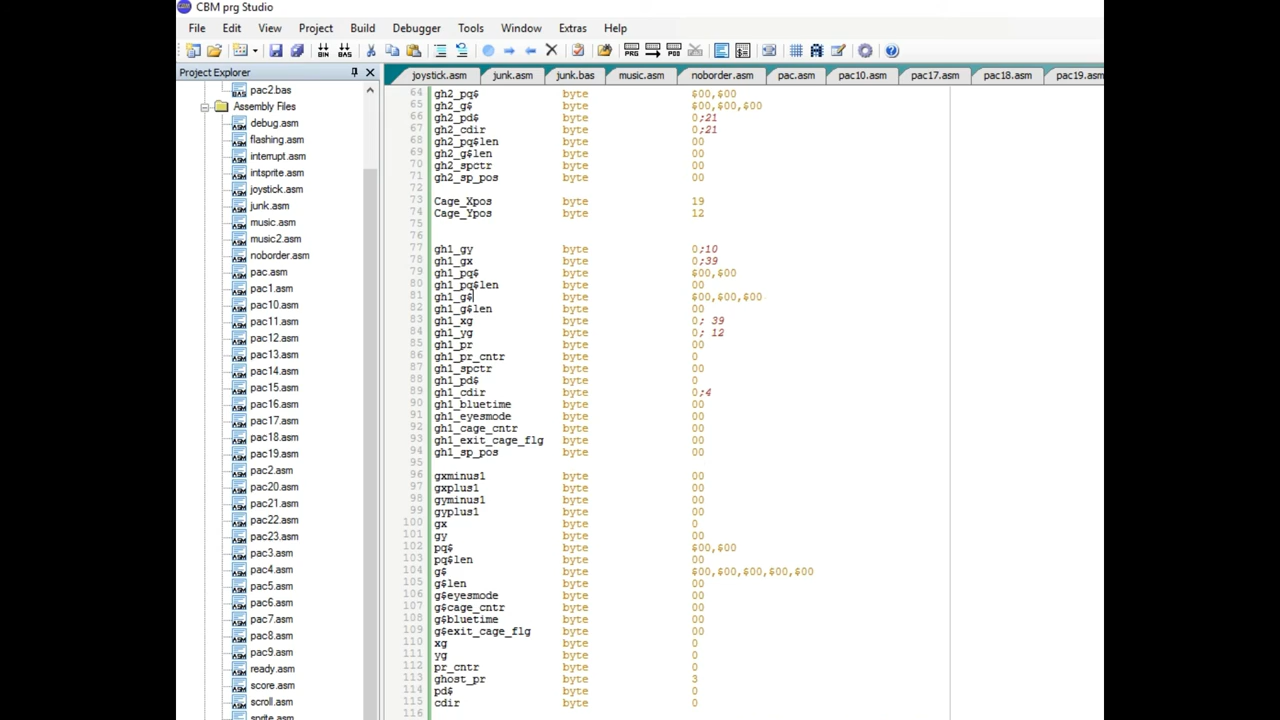 CBM prg Studio
File Edit View Project Build Debugger Tools Window Extras Help
Project Explorer
joystick.asm junk.asm junk.bas music.asm noborder.asm pac.asm pac10.asm pac17.asm pac18.asm pac19.asm
pac2.bas
Assembly Files
debug.asm
flashing.asm
interrupt.asm
intsprite.asm
joystick.asm
junk.asm
music.asm
music2.asm
noborder.asm
pac.asm
pac1.asm
pac10.asm
pac11.asm
pac12.asm
pac13.asm
pac14.asm
pac15.asm
pac16.asm
pac17.asm
pac18.asm
pac19.asm
pac2.asm
pac20.asm
pac21.asm
pac22.asm
pac23.asm
pac3.asm
pac4.asm
pac5.asm
pac6.asm
pac7.asm
pac8.asm
pac9.asm
ready.asm
score.asm
scroll.asm
sprite.asm
64 gh2_pq$ byte $00,$00
65 gh2_g$ byte $00,$00,$00
66 gh2_pd$ byte 0;21
67 gh2_cdir byte 0;21
68 gh2_pq$len byte 00
69 gh2_g$len byte 00
70 gh2_spctr byte 00
71 gh2_sp_pos byte 00
72
73 Cage_Xpos byte 19
74 Cage_Ypos byte 12
75
76
77 gh1_gy byte 0;10
78 gh1_gx byte 0;39
79 gh1_pq$ byte $00,$00
80 gh1_pq$len byte 00
81 gh1_g$ byte $00,$00,$00
82 gh1_g$len byte 00
83 gh1_xg byte 0; 39
84 gh1_yg byte 0; 12
85 gh1_pr byte 00
86 gh1_pr_cntr byte 0
87 gh1_spctr byte 00
88 gh1_pd$ byte 0
89 gh1_cdir byte 0;4
90 gh1_bluetime byte 00
91 gh1_eyesmode byte 00
92 gh1_cage_cntr byte 00
93 gh1_exit_cage_flg byte 00
94 gh1_sp_pos byte 00
95
96 gxminus1 byte 00
97 gxplus1 byte 00
98 gyminus1 byte 00
99 gyplus1 byte 00
100 gx byte 0
101 gy byte 00
102 pq$ byte $00,$00
103 pq$len byte 00
104 g$ byte $00,$00,$00,$00,$00
105 g$len byte 00
106 g$eyesmode byte 00
107 g$cage_cntr byte 00
108 g$bluetime byte 00
109 g$exit_cage_flg byte 00
110 xg byte 0
111 yg byte 0
112 pr_cntr byte 0
113 ghost_pr byte 3
114 pd$ byte 0
115 cdir byte 0
116